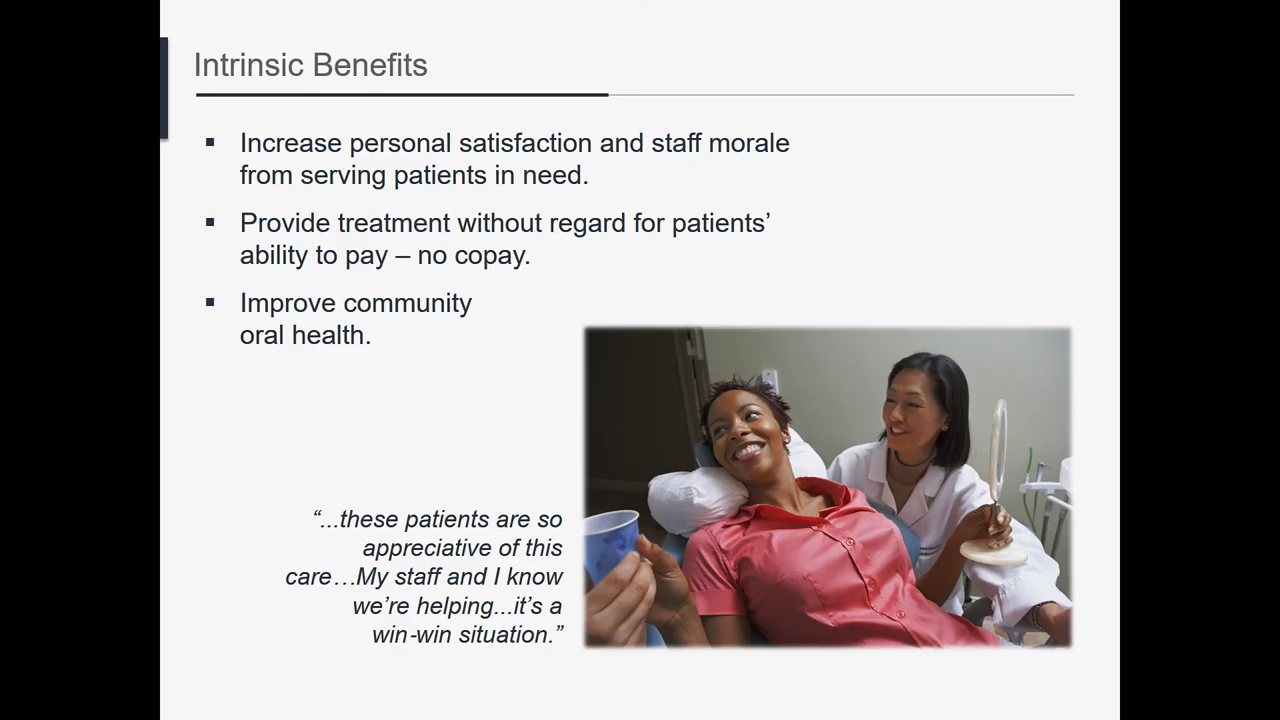 Intrinsic Benefits
▪ Increase personal satisfaction and staff morale
from serving patients in need.
▪ Provide treatment without regard for patients’
ability to pay – no copay.
▪ Improve community
oral health.
“...these patients are so
appreciative of this
care…My staff and I know
we’re helping...it’s a
win-win situation.”